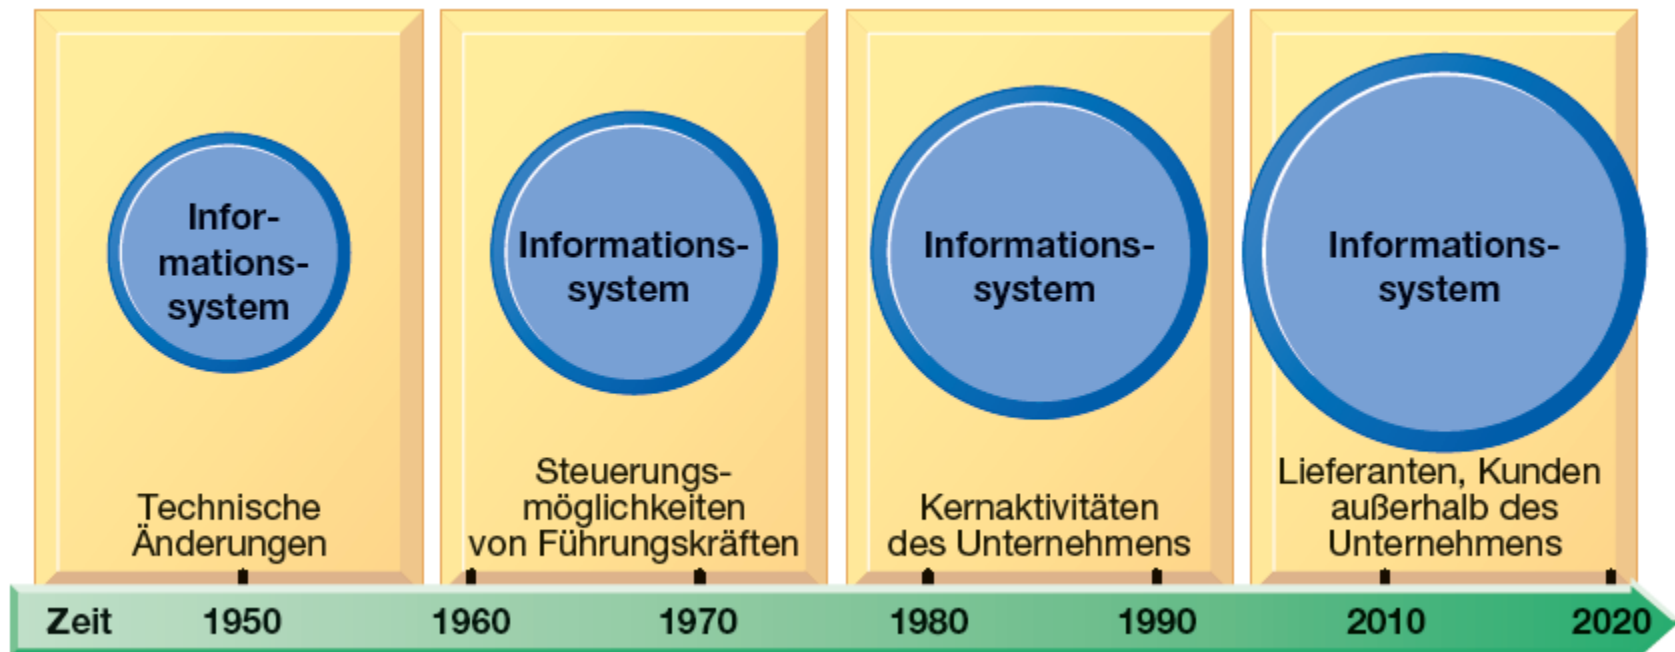 Infor-
mations-
system
Technische
Änderungen
Informations-
system
Steuerungs-
möglichkeiten
von Führungskräften
Informations-
system
Kernaktivitäten
des Unternehmens
Informations-
system
Lieferanten, Kunden
außerhalb des
Unternehmens
Zeit 1950 1960 1970 1980 1990 2010 2020